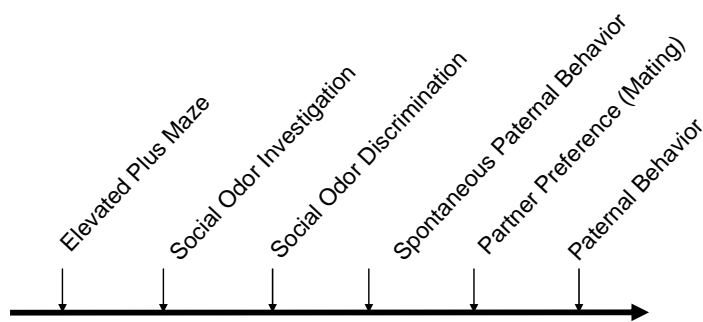 Elevated Plus Maze
Social Odor Investigation
Social Odor Discrimination
Spontaneous Paternal Behavior
Partner Preference (Mating)
Paternal Behavior